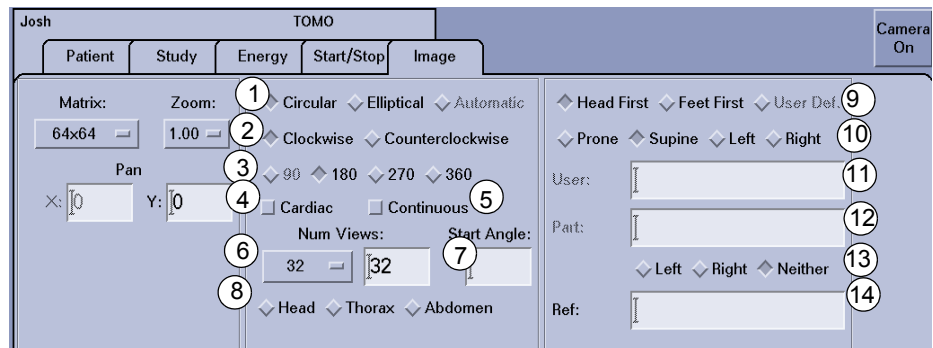 Josh TOMO
Camera
On
Patient Study Energy Start/Stop Image
Matrix: Zoom:
64x64 1.00
Pan
X: 0 Y: 0
1 Circular Elliptical Automatic
2 Clockwise Counterclockwise
3 90 180 270 360
4 Cardiac Continuous 5
Num Views: Start Angle:
6 32 32 7
8 Head Thorax Abdomen
Head First Feet First User Def. 9
Prone Supine Left Right 10
User: 11
Part: 12
Left Right Neither 13
Ref: 14